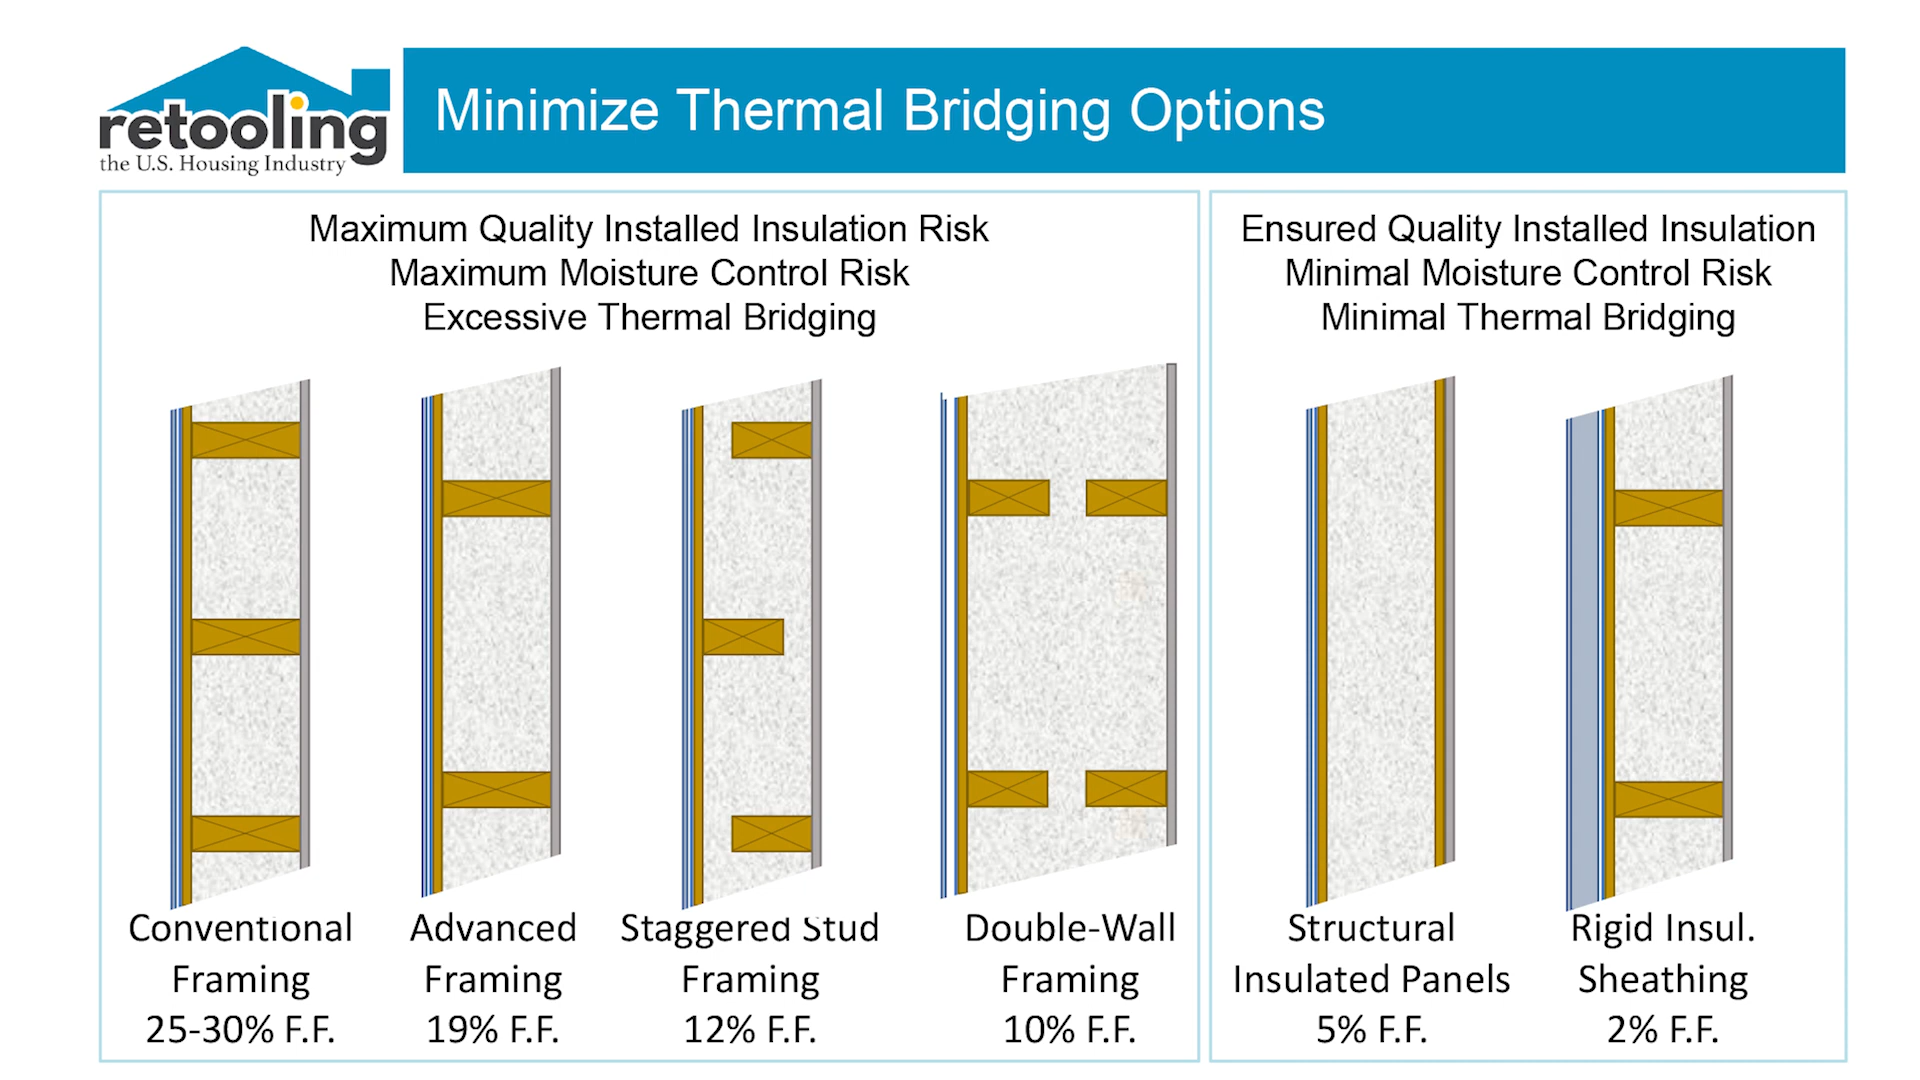 retooling
the U.S. Housing Industry
Minimize Thermal Bridging Options
Maximum Quality Installed Insulation Risk
Maximum Moisture Control Risk
Excessive Thermal Bridging
Ensured Quality Installed Insulation
Minimal Moisture Control Risk
Minimal Thermal Bridging
Conventional
Framing
25-30% F.F.
Advanced
Framing
19% F.F.
Staggered Stud
Framing
12% F.F.
Double-Wall
Framing
10% F.F.
Structural
Insulated Panels
5% F.F.
Rigid Insul.
Sheathing
2% F.F.